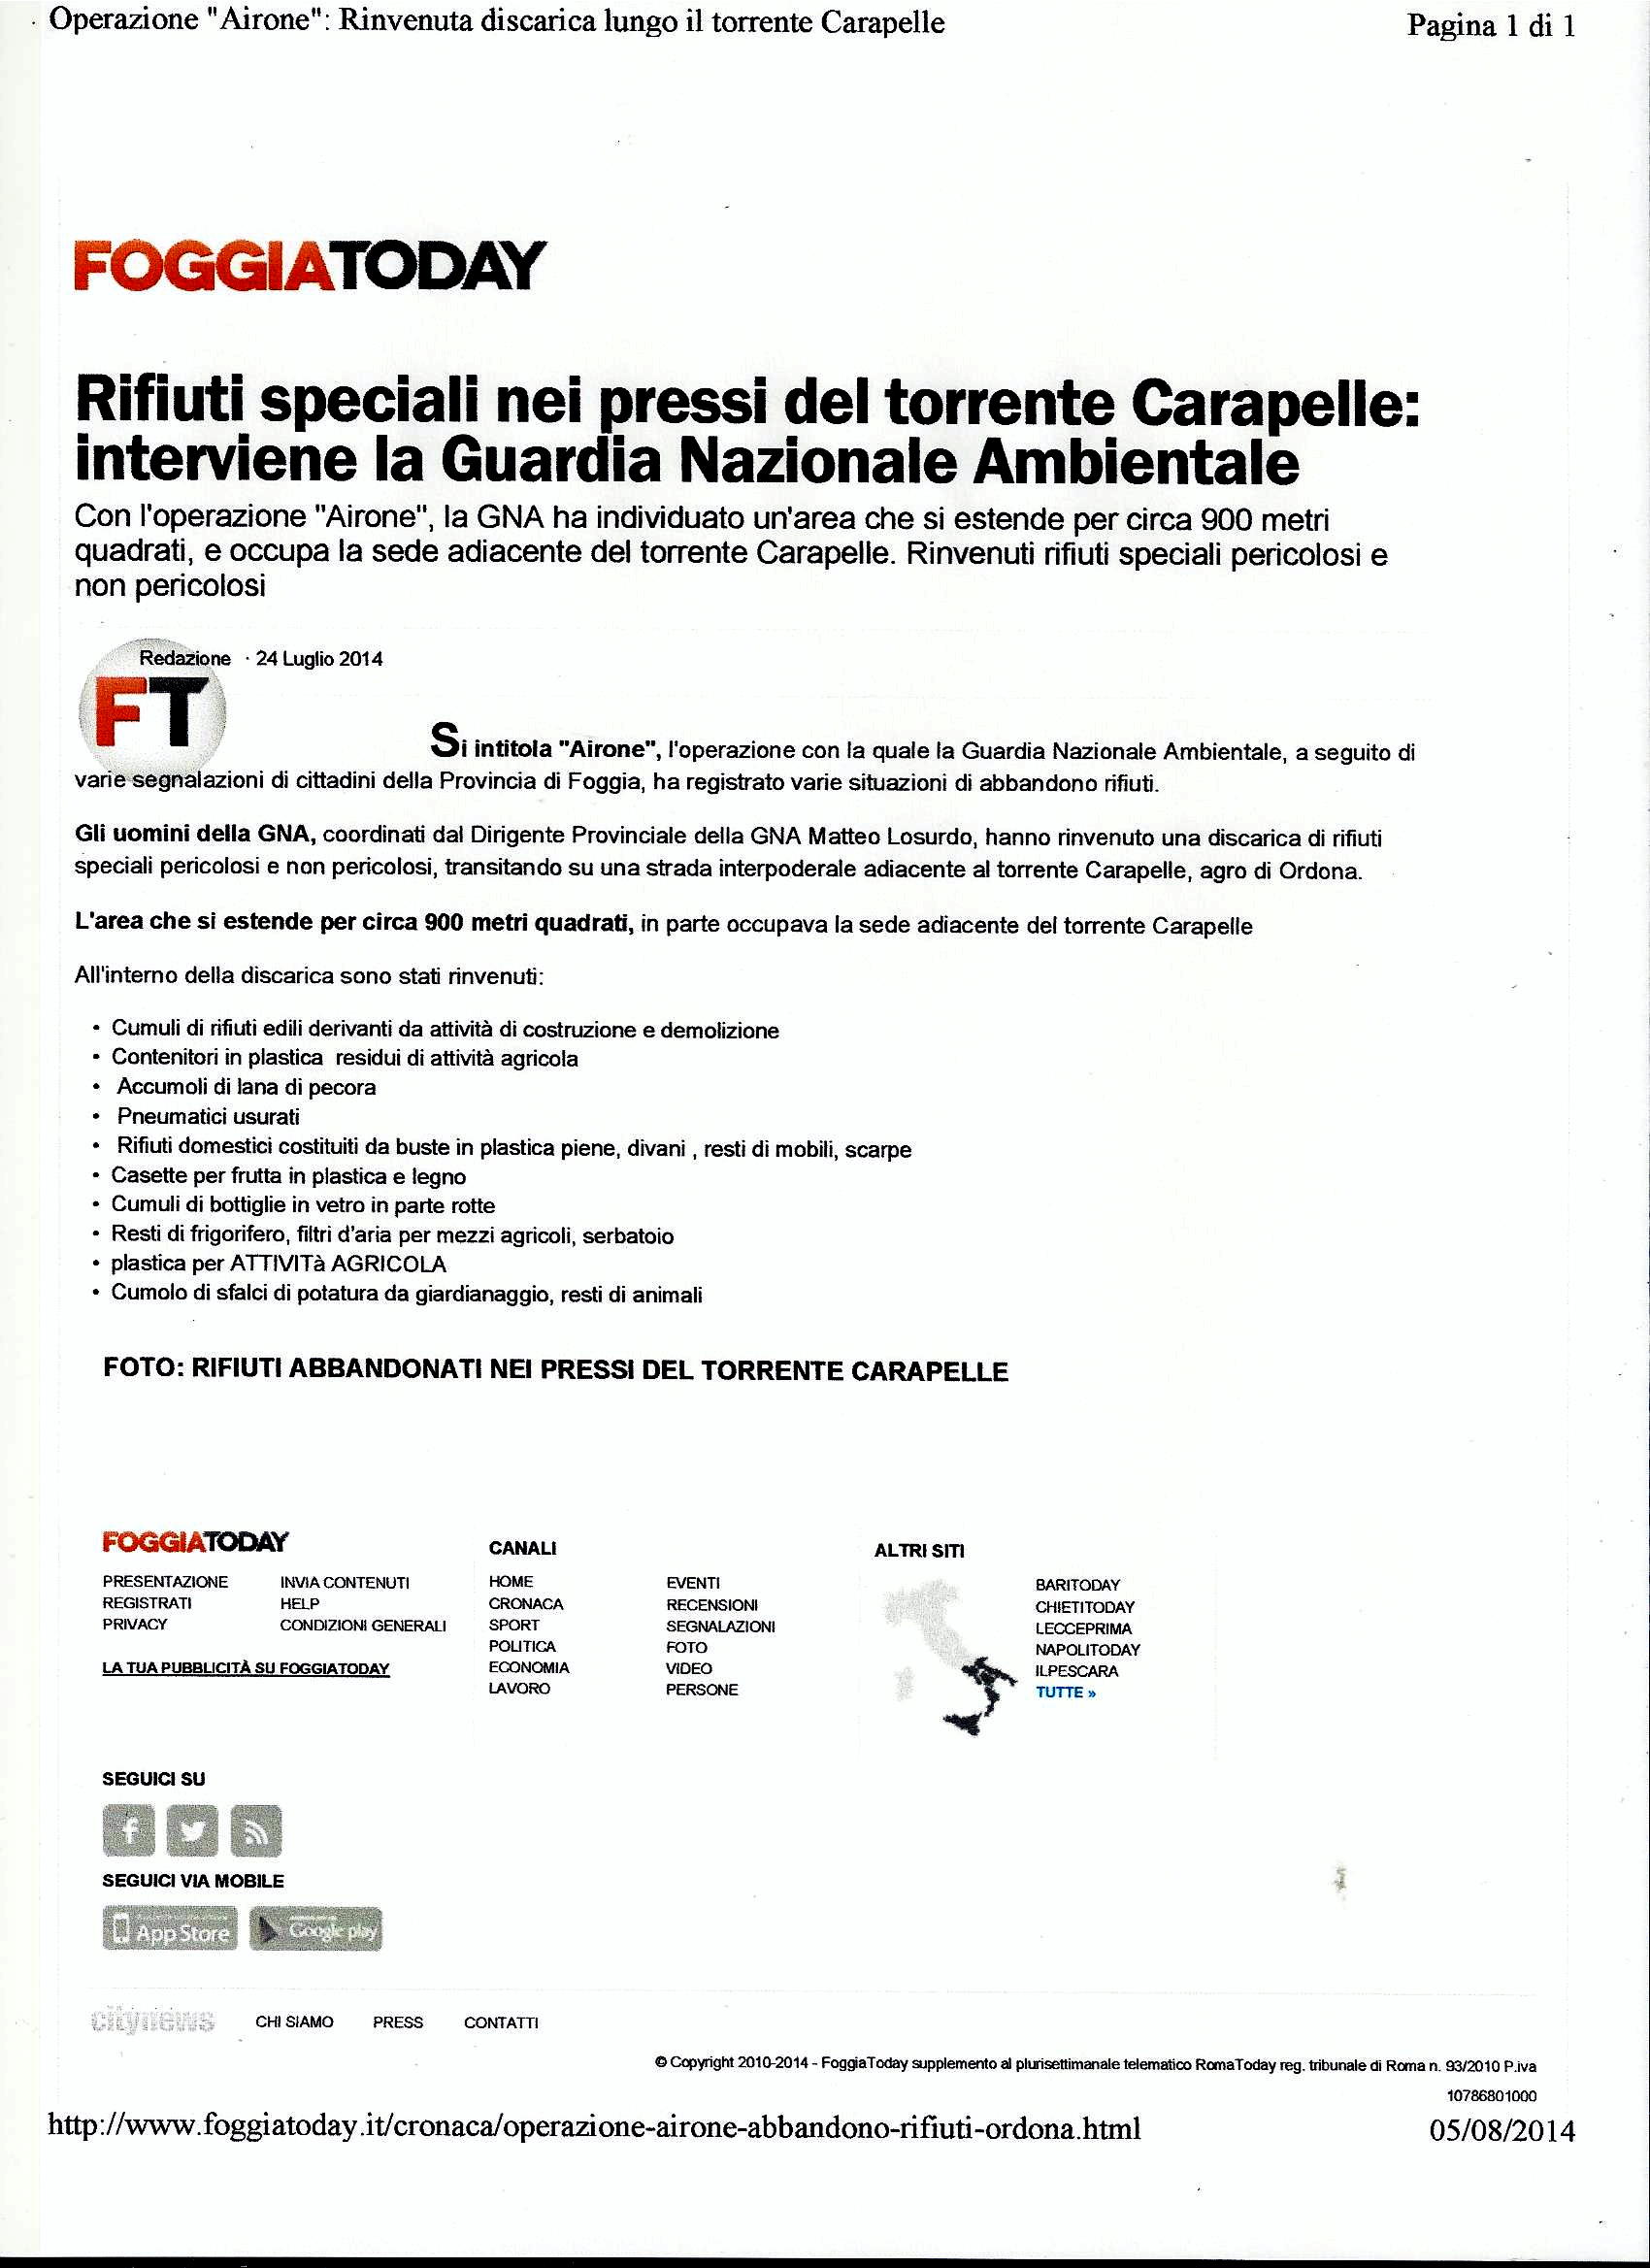 Operazione "Airone": Rinvenuta discarica lungo il torrente Carapelle
Pagina 1 di 1
FOGGIATODAY
Rifiuti speciali nei pressi del torrente Carapelle:
interviene la Guardia Nazionale Ambientale
Con l'operazione "Airone", la GNA ha individuato un'area che si estende per circa 900 metri
quadrati, e occupa la sede adiacente del torrente Carapelle. Rinvenuti rifiuti speciali pericolosi e
non pericolosi
Redazione · 24 Luglio 2014
FT
Si intitola "Airone", l'operazione con la quale la Guardia Nazionale Ambientale, a seguito di
varie segnalazioni di cittadini della Provincia di Foggia, ha registrato varie situazioni di abbandono rifiuti.
Gli uomini della GNA, coordinati dal Dirigente Provinciale della GNA Matteo Losurdo, hanno rinvenuto una discarica di rifiuti
speciali pericolosi e non pericolosi, transitando su una strada interpoderale adiacente al torrente Carapelle, agro di Ordona.
L'area che si estende per circa 900 metri quadrati, in parte occupava la sede adiacente del torrente Carapelle
All'interno della discarica sono stati rinvenuti:
• Cumuli di rifiuti edili derivanti da attività di costruzione e demolizione
• Contenitori in plastica residui di attività agricola
• Accumoli di lana di pecora
• Pneumatici usurati
• Rifiuti domestici costituiti da buste in plastica piene, divani , resti di mobili, scarpe
• Casette per frutta in plastica e legno
• Cumuli di bottiglie in vetro in parte rotte
• Resti di frigorifero, filtri d'aria per mezzi agricoli, serbatoio
• plastica per ATTIVITà AGRICOLA
• Cumolo di sfalci di potatura da giardianaggio, resti di animali
FOTO: RIFIUTI ABBANDONATI NEI PRESSI DEL TORRENTE CARAPELLE
FOGGIATODAY
PRESENTAZIONE
REGISTRATI
PRIVACY
INVIA CONTENUTI
HELP
CONDIZIONI GENERALI
LA TUA PUBBLICITÀ SU FOGGIATODAY
CANALI
HOME
CRONACA
SPORT
POLITICA
ECONOMIA
LAVORO
EVENTI
RECENSIONI
SEGNALAZIONI
FOTO
VIDEO
PERSONE
ALTRI SITI
BARITODAY
CHIETITODAY
LECCEPRIMA
NAPOLITODAY
ILPESCARA
TUTTE »
SEGUICI SU
SEGUICI VIA MOBILE
App Store
Google play
citynews
CHI SIAMO
PRESS
CONTATTI
© Copyright 2010-2014 - FoggiaToday supplemento al plurisettimanale telematico RomaToday reg. tribunale di Roma n. 93/2010 P.iva
10786801000
http://www.foggiatoday.it/cronaca/operazione-airone-abbandono-rifiuti-ordona.html
05/08/2014